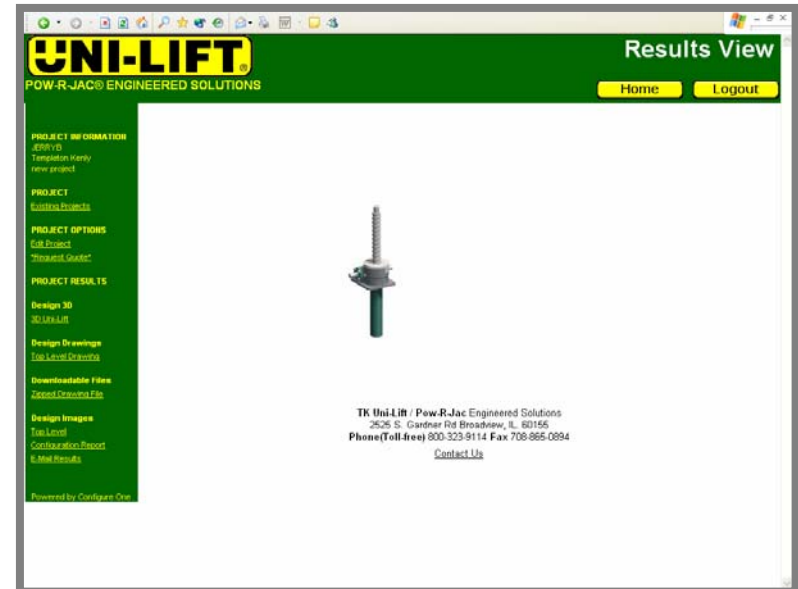 UNI-LIFT®
POW-R-JAC® ENGINEERED SOLUTIONS
Results View
Home
Logout
PROJECT INFORMATION
JERRYB
Templeton Kenly
new project
PROJECT
Existing Projects
PROJECT OPTIONS
Edit Project
*Request Quote*
PROJECT RESULTS
Design 3D
3D Uni-Lift
Design Drawings
Top Level Drawing
Downloadable Files
Zipped Drawing File
Design Images
Top Level
Configuration Report
E-Mail Results
Powered by Configure One
TK Uni-Lift / Pow-R-Jac Engineered Solutions
2525 S. Gardner Rd Broadview, IL. 60155
Phone(Toll-free) 800-323-9114 Fax 708-865-0894
Contact Us